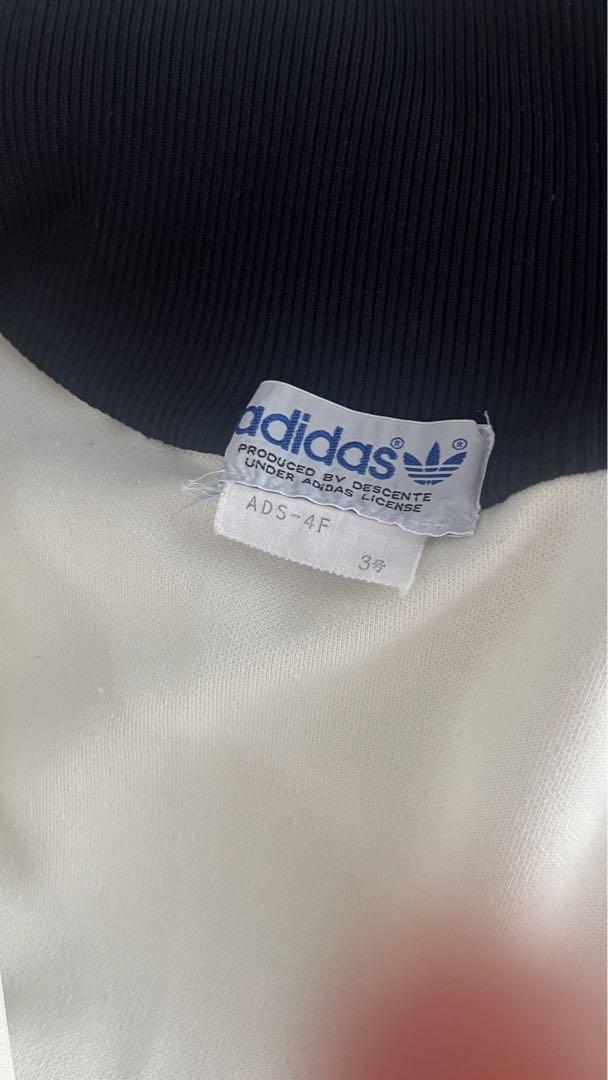 adidas®
®
PRODUCED BY DESCENTE
UNDER ADIDAS LICENSE
ADS-4F
3号